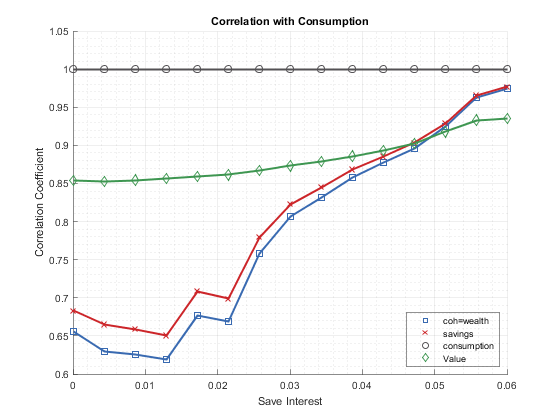 Correlation with Consumption
1.05
1
0.95
0.9
0.85
0.8
0.75
0.7
0.65
0.6
Correlation Coefficient
coh=wealth
savings
consumption
Value
0 0.01 0.02 0.03 0.04 0.05 0.06
Save Interest